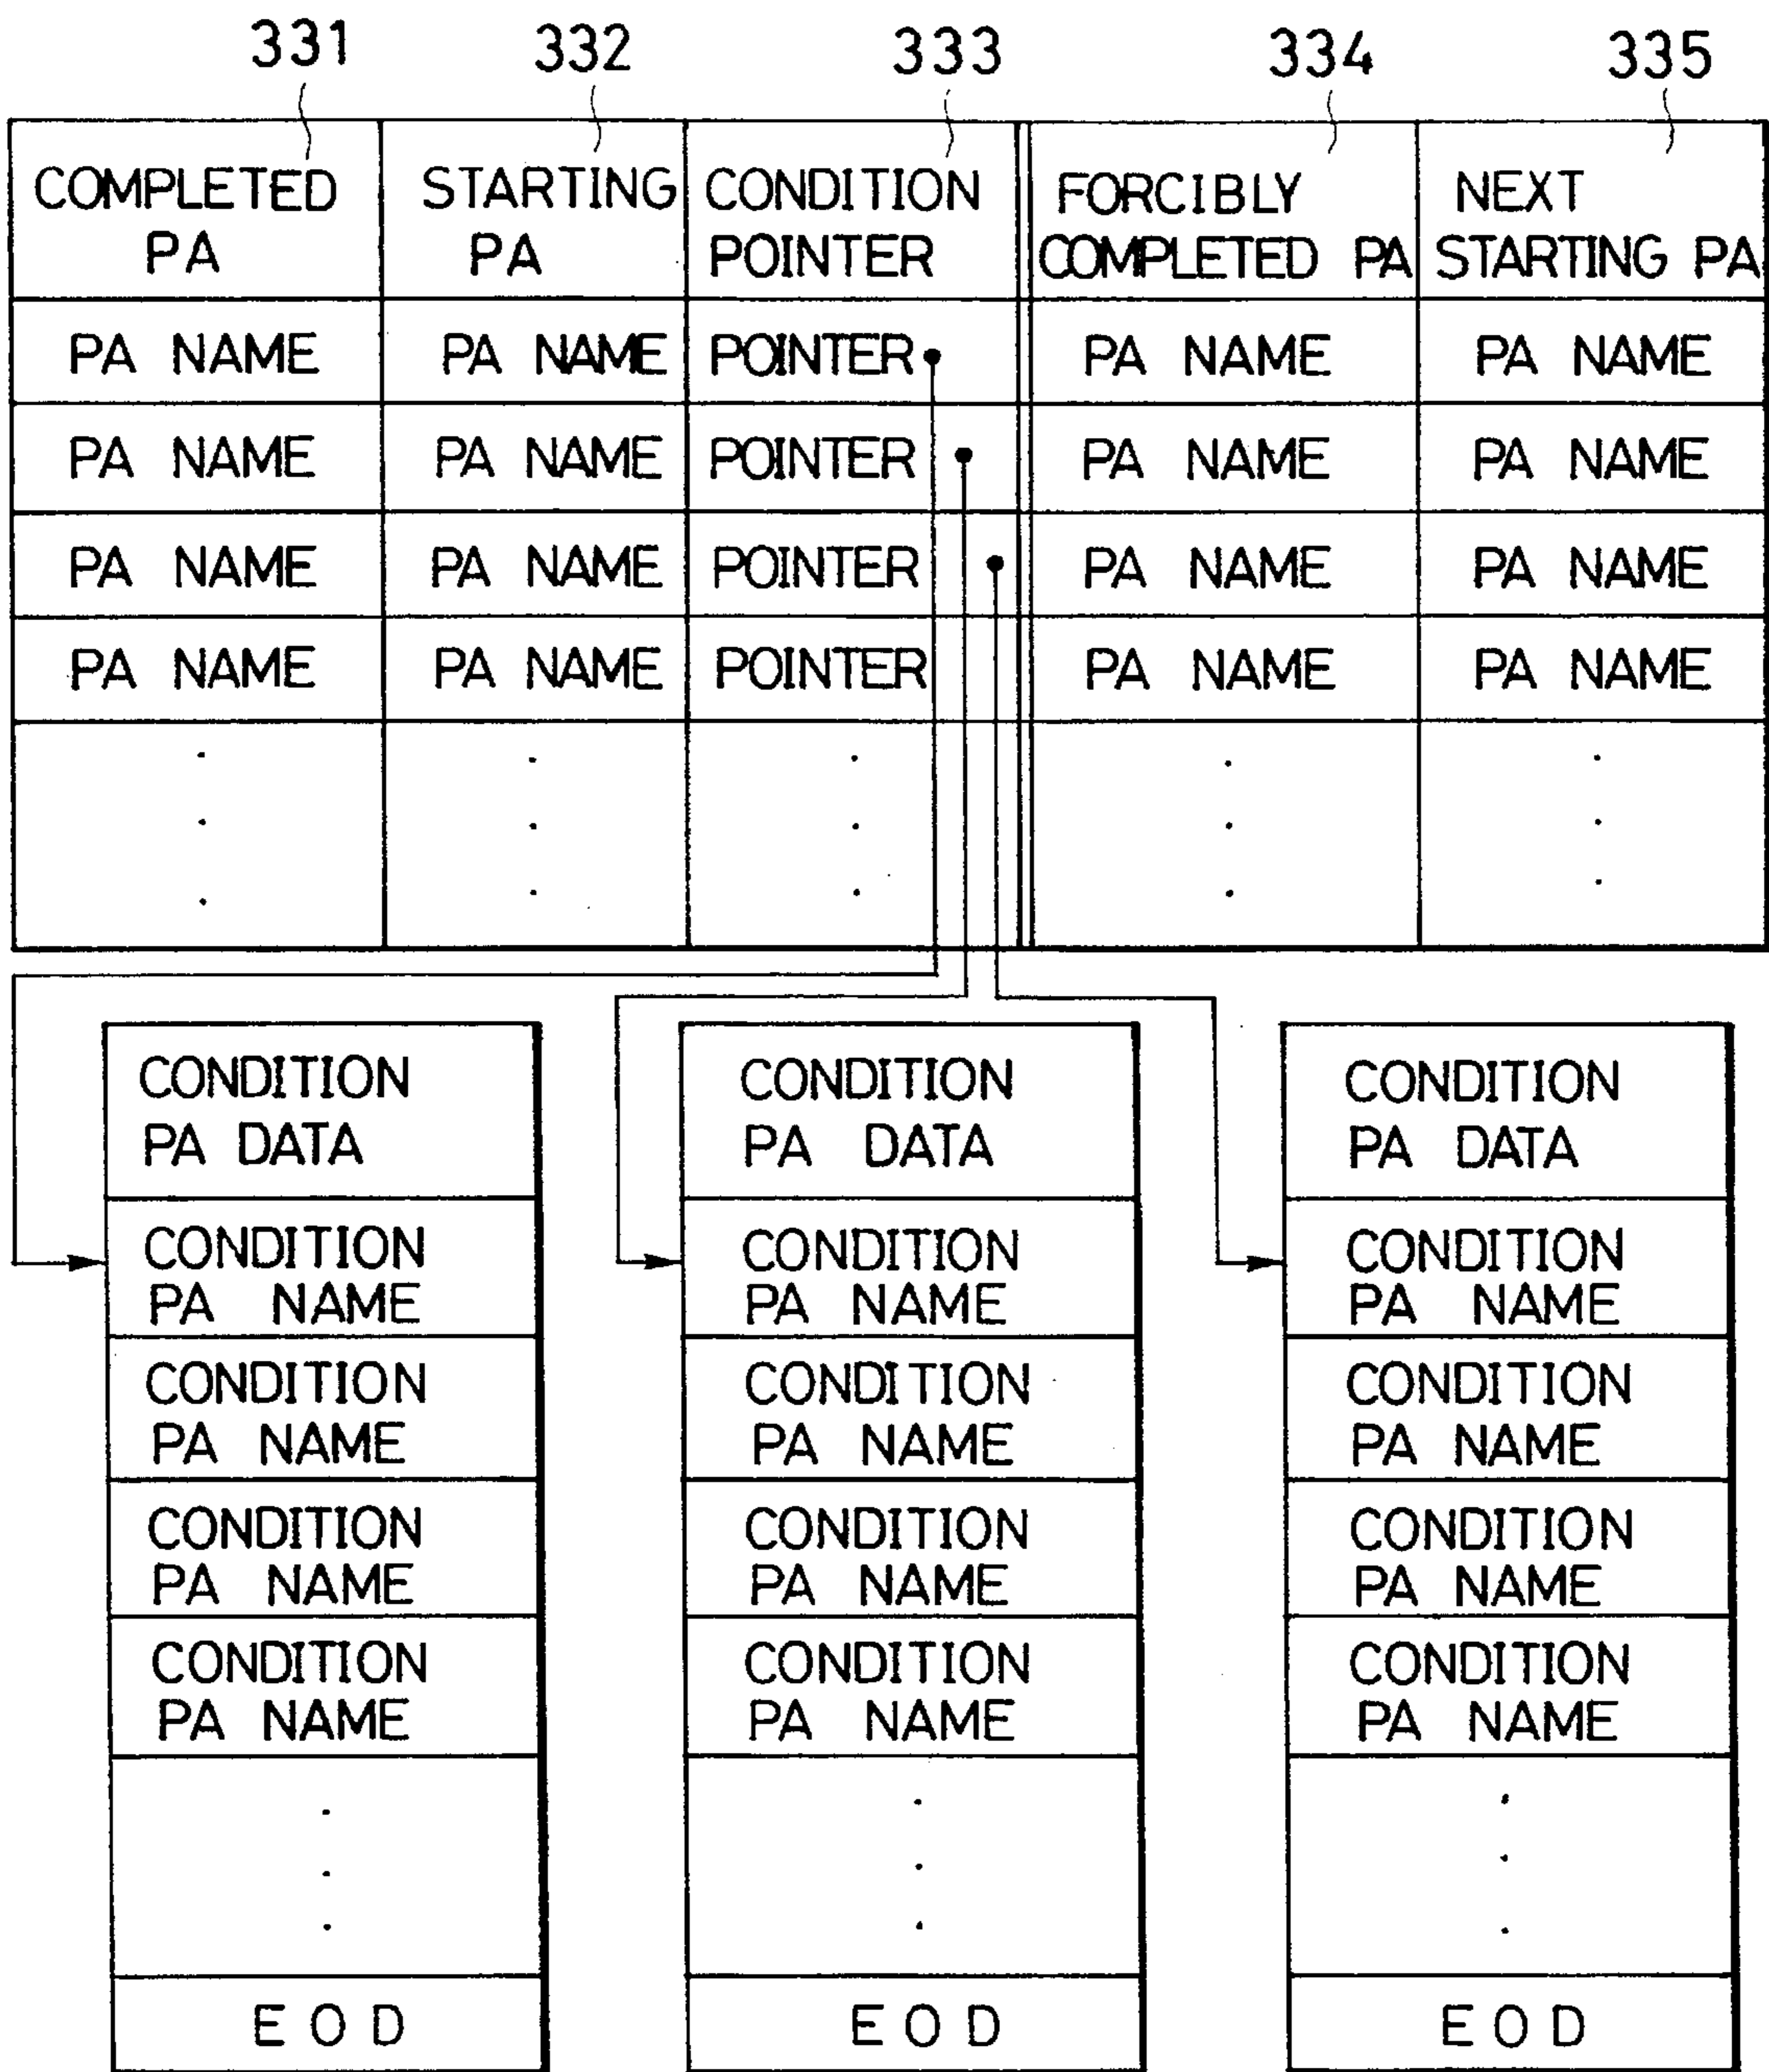 331 332 333 334 335
COMPLETED STARTING CONDITION FORCIBLY NEXT
PA PA POINTER COMPLETED PA STARTING PA
PA NAME PA NAME POINTER PA NAME PA NAME
PA NAME PA NAME POINTER PA NAME PA NAME
PA NAME PA NAME POINTER PA NAME PA NAME
PA NAME PA NAME POINTER PA NAME PA NAME
CONDITION CONDITION CONDITION
PA DATA PA DATA PA DATA
CONDITION CONDITION CONDITION
PA NAME PA NAME PA NAME
CONDITION CONDITION CONDITION
PA NAME PA NAME PA NAME
CONDITION CONDITION CONDITION
PA NAME PA NAME PA NAME
CONDITION CONDITION CONDITION
PA NAME PA NAME PA NAME
E O D E O D E O D